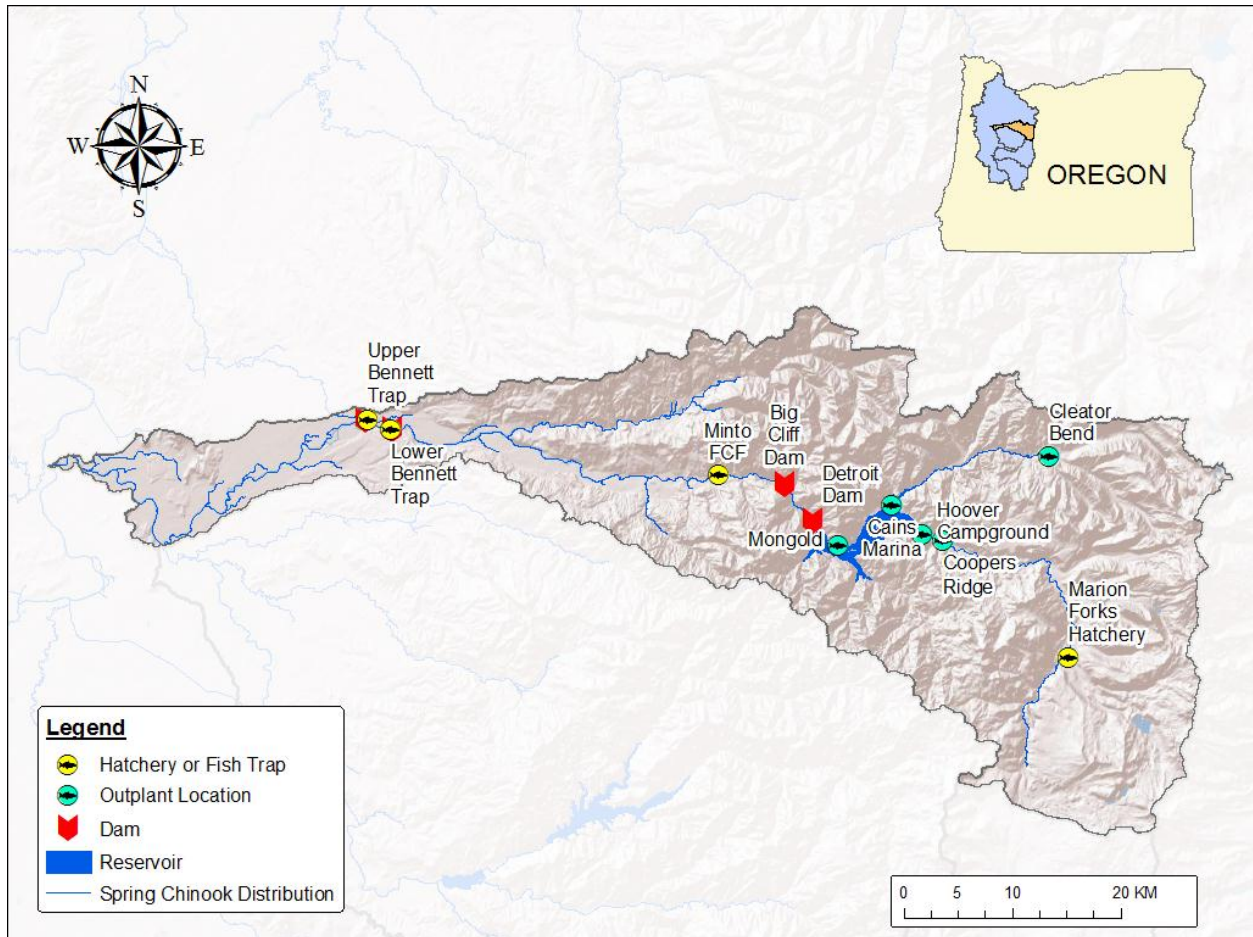 N
W
E
S
OREGON
Upper
Bennett
Trap
Lower
Bennett
Trap
Minto
FCF
Big
Cliff
Dam
Detroit
Dam
Cleator
Bend
Mongold
Cains
Marina
Hoover
Campground
Coopers
Ridge
Marion
Forks
Hatchery
Legend
Hatchery or Fish Trap
Outplant Location
Dam
Reservoir
Spring Chinook Distribution
0 5 10 20 KM